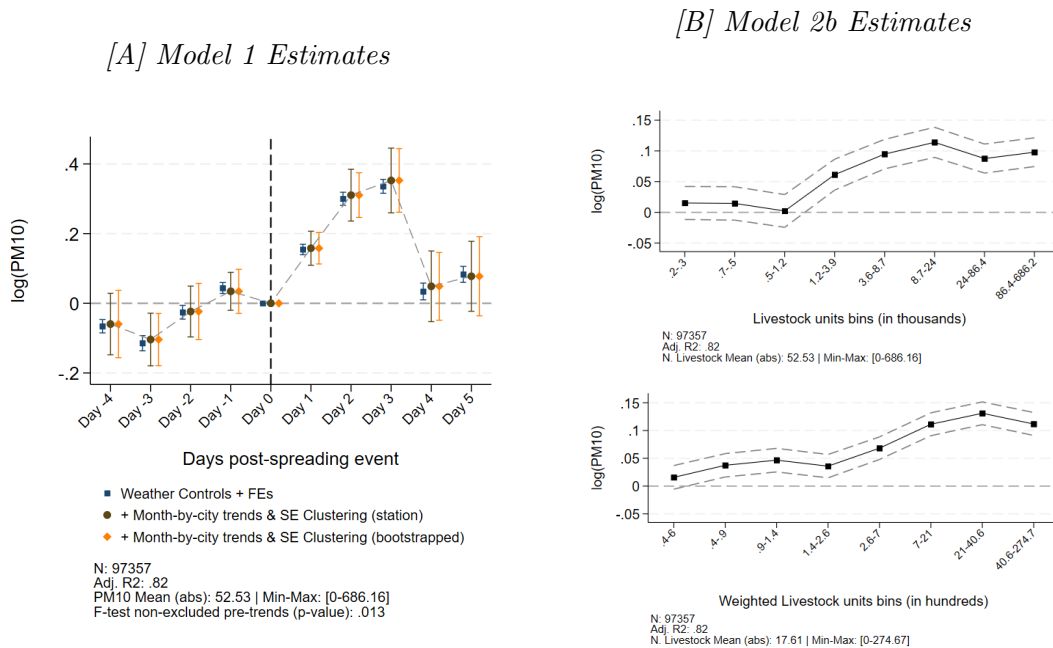 [A] Model 1 Estimates
log(PM10)
.4
.2
0
-.2
Day -4
Day -3
Day -2
Day -1
Day 0
Day 1
Day 2
Day 3
Day 4
Day 5
Days post-spreading event
Weather Controls + FEs
+ Month-by-city trends & SE Clustering (station)
+ Month-by-city trends & SE Clustering (bootstrapped)
N: 97357
Adj. R2: .82
PM10 Mean (abs): 52.53 | Min-Max: [0-686.16]
F-test non-excluded pre-trends (p-value): .013
[B] Model 2b Estimates
log(PM10)
.15
.1
.05
0
-.05
.2-.3
.7-.5
.5-1.2
1.2-3.9
3.6-8.7
8.7-24
24-86.4
86.4-686.2
Livestock units bins (in thousands)
N: 97357
Adj. R2: .82
N. Livestock Mean (abs): 52.53 | Min-Max: [0-686.16]
log(PM10)
.15
.1
.05
0
-.05
.4-6
.4-.9
.9-1.4
1.4-2.6
2.6-7
.7-21
21-40.6
40.6-274.7
Weighted Livestock units bins (in hundreds)
N: 97357
Adj. R2: .82
N. Livestock Mean (abs): 17.61 | Min-Max: [0-274.67]